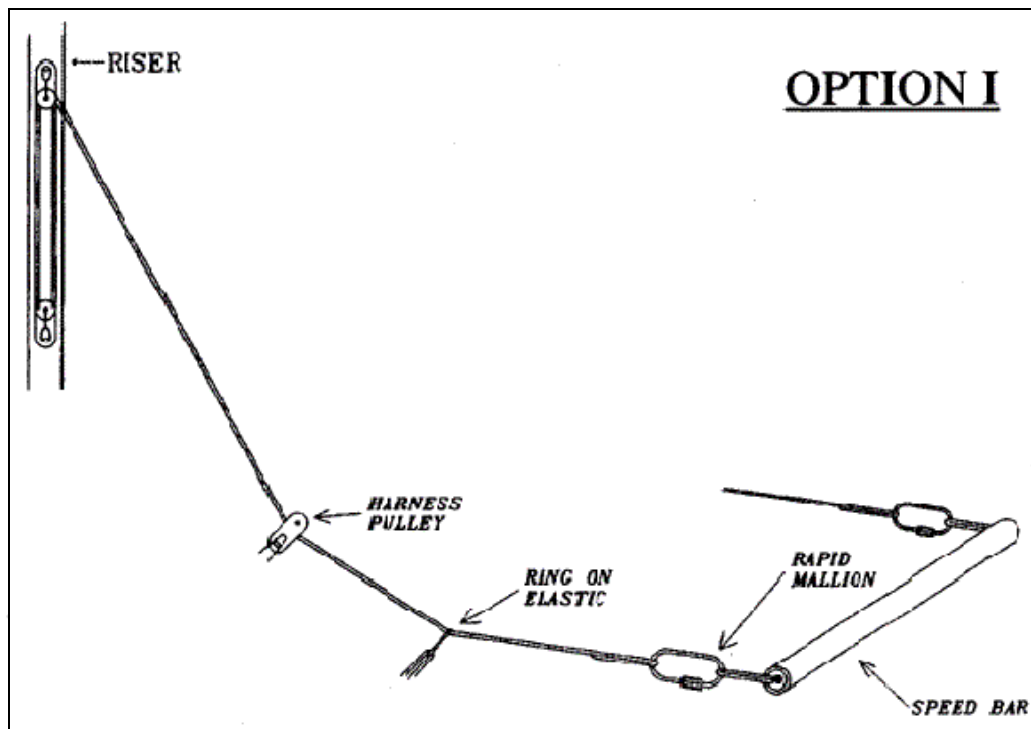 RISER
OPTION I
HARNESS
PULLEY
RING ON
ELASTIC
RAPID
MALLION
SPEED BAR